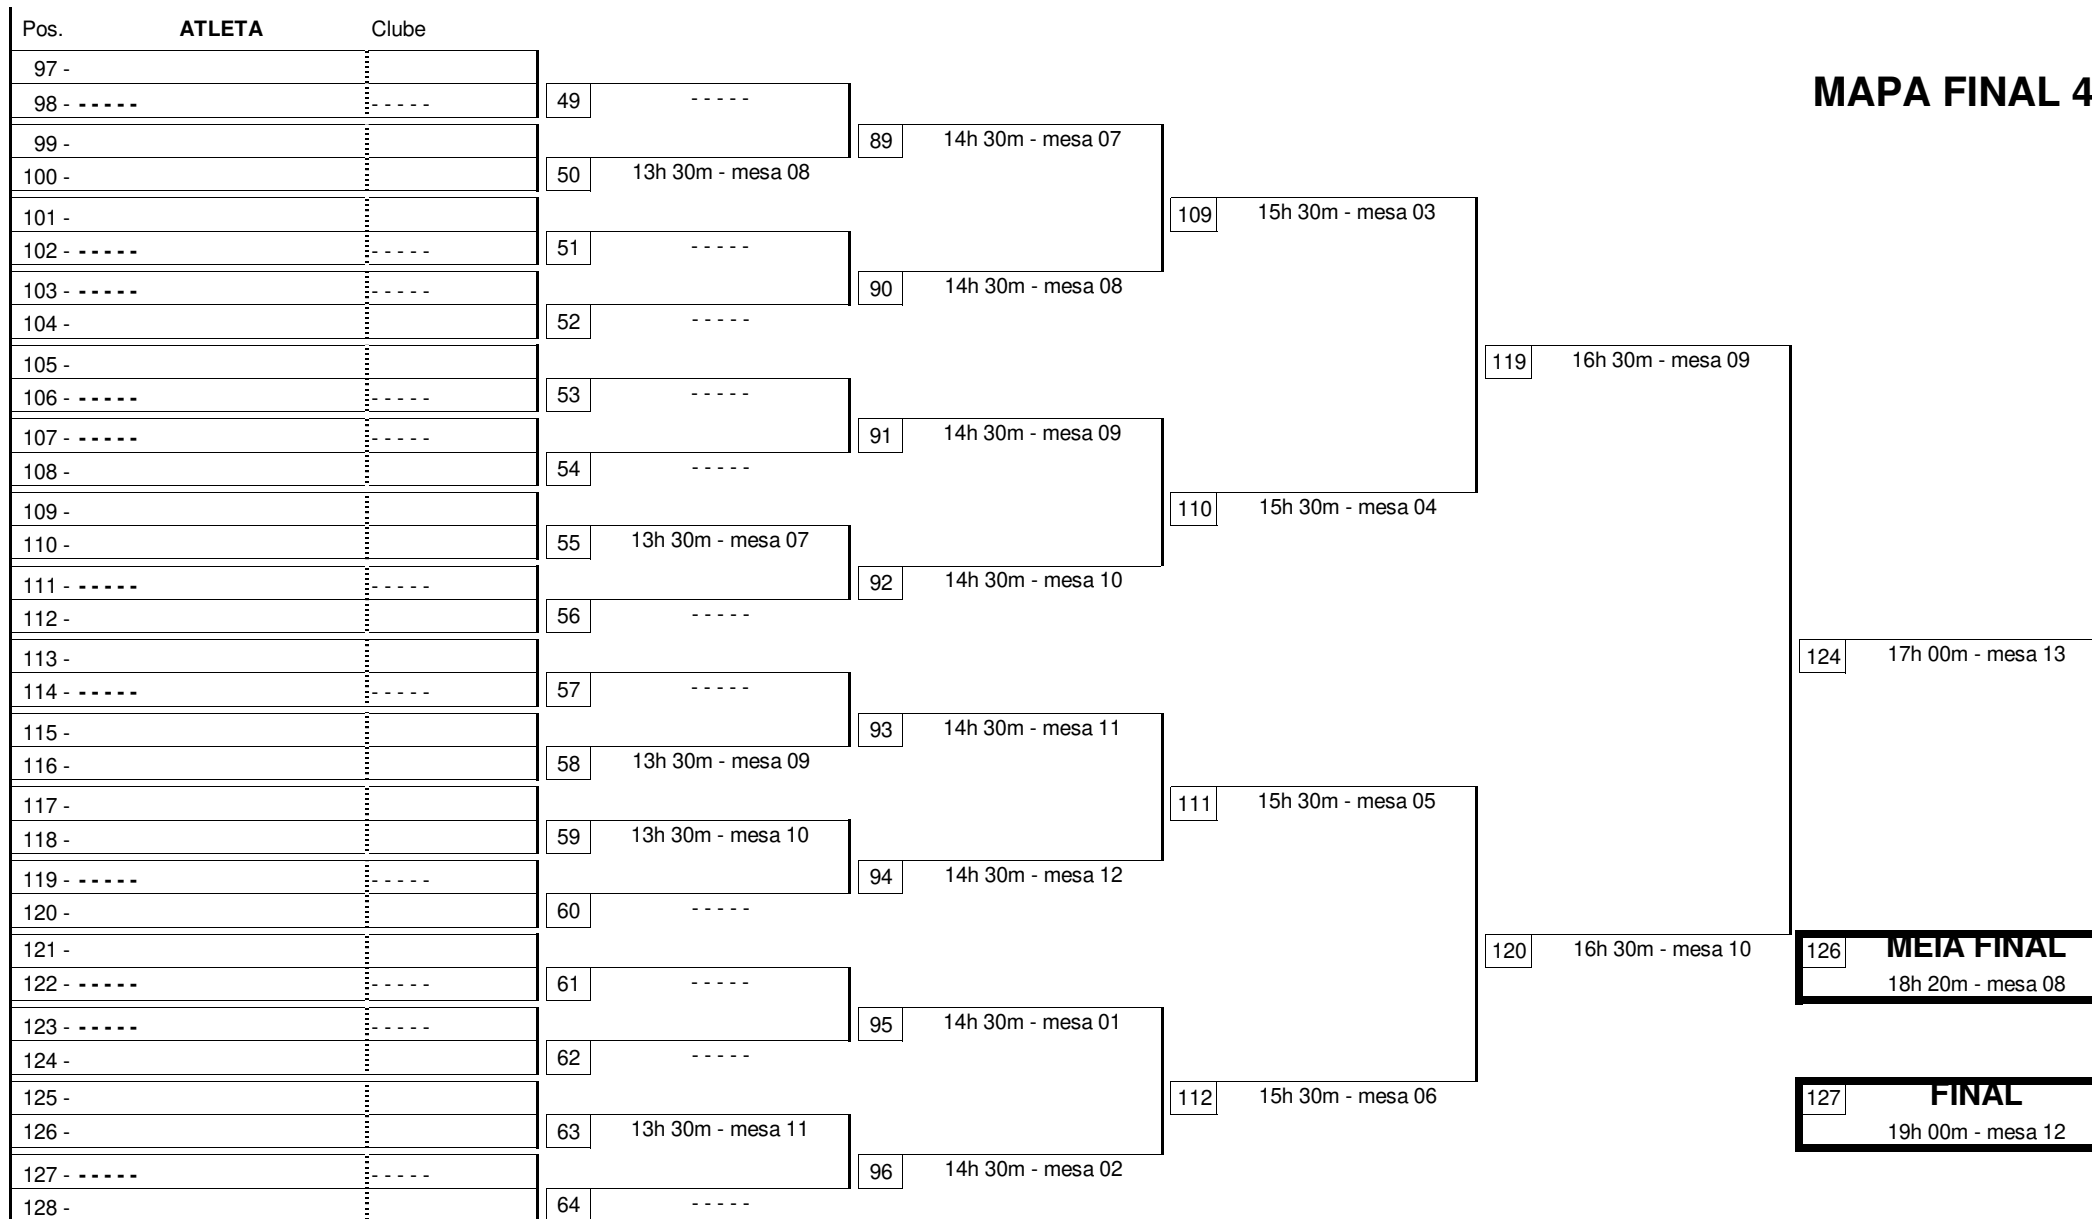 Pos. ATLETA Clube
97 -
MAPA FINAL 4
98 - - - - - - - - - - - 49 - - - - -
99 - 89 14h 30m - mesa 07
100 - 50 13h 30m - mesa 08
101 - 109 15h 30m - mesa 03
102 - - - - - - - - - - - 51 - - - - -
103 - - - - - - - - - - - 90 14h 30m - mesa 08
104 - 52 - - - - -
105 - 119 16h 30m - mesa 09
106 - - - - - - - - - - - 53 - - - - -
107 - - - - - - - - - - - 91 14h 30m - mesa 09
108 - 54 - - - - -
109 - 110 15h 30m - mesa 04
110 - 55 13h 30m - mesa 07
111 - - - - - - - - - - - 92 14h 30m - mesa 10
112 - 56 - - - - -
113 - 124 17h 00m - mesa 13
114 - - - - - - - - - - - 57 - - - - -
115 - 93 14h 30m - mesa 11
116 - 58 13h 30m - mesa 09
117 - 111 15h 30m - mesa 05
118 - 59 13h 30m - mesa 10
119 - - - - - - - - - - - 94 14h 30m - mesa 12
120 - 60 - - - - -
121 - 120 16h 30m - mesa 10 126 MEIA FINAL
122 - - - - - - - - - - - 61 - - - - - 18h 20m - mesa 08
123 - - - - - - - - - - - 95 14h 30m - mesa 01
124 - 62 - - - - -
125 - 112 15h 30m - mesa 06 127 FINAL
126 - 63 13h 30m - mesa 11 19h 00m - mesa 12
127 - - - - - - - - - - - 96 14h 30m - mesa 02
128 - 64 - - - - -